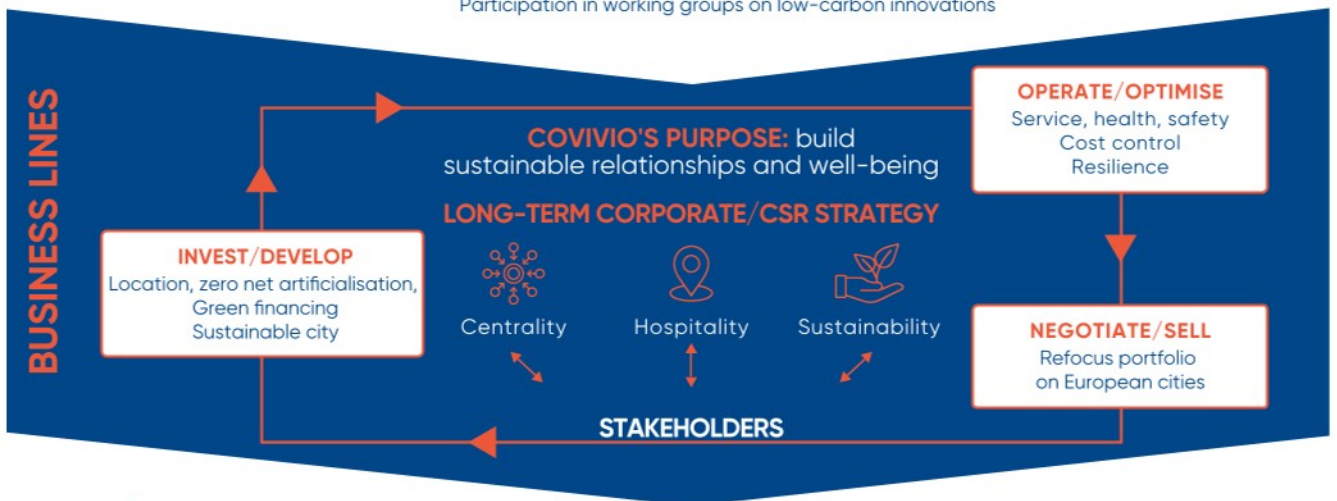 Participation in working groups on low-carbon innovations
BUSINESS LINES
OPERATE/OPTIMISE
Service, health, safety
Cost control
Resilience
COVIVIO'S PURPOSE: build
sustainable relationships and well-being
LONG-TERM CORPORATE/CSR STRATEGY
INVEST/DEVELOP
Location, zero net artificialisation,
Green financing
Sustainable city
Centrality
Hospitality
Sustainability
NEGOTIATE/SELL
Refocus portfolio
on European cities
STAKEHOLDERS